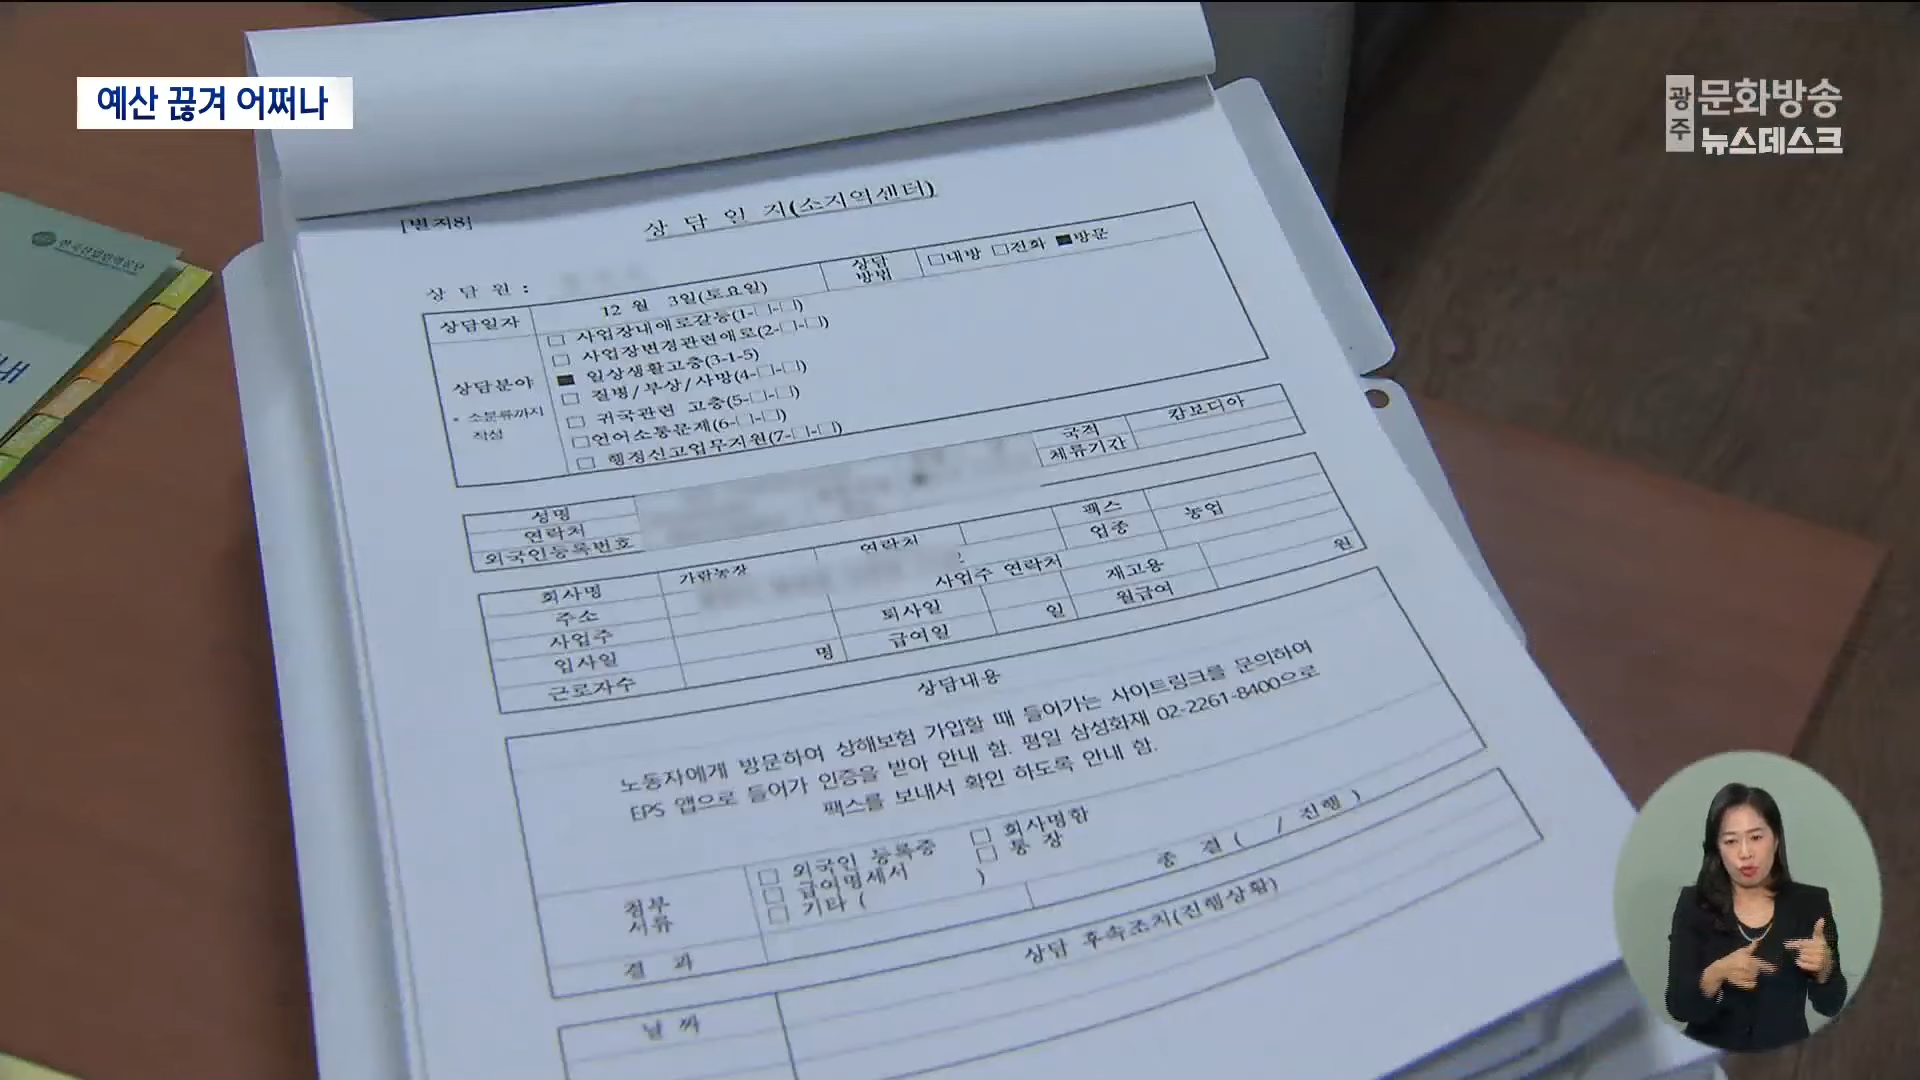 예산 끊겨 어쩌나
광주
문화방송
뉴스데스크
[별지8]
상 담 일 지(소지역센터)
상 담 원 :
상담일자
12 월 3일(토요일)
상담
방법
□내방 □전화 ■방문
상담분야
* 소분류까지
작성
□ 사업장내애로갈등(1-□-□)
□ 사업장변경관련애로(2-□-□)
■ 일상생활고충(3-1-5)
□ 질병/부상/사망(4-□-□)
□ 귀국관련 고충(5-□-□)
□언어소통문제(6-□-□)
□ 행정신고업무지원(7-□-□)
성명
연락처
외국인등록번호
국적
캄보디아
체류기간
회사명
가람농장
연락처
팩스
주소
업종
농업
사업주
사업주 연락처
입사일
퇴사일
재고용
근로자수
명
급여일
일
월급여
원
상담내용
노동자에게 방문하여 상해보험 가입할 때 들어가는 사이트링크를 문의하여
EPS 앱으로 들어가 인증을 받아 안내 함. 평일 삼성화재 02-2261-8400으로
팩스를 보내서 확인 하도록 안내 함.
첨부
서류
□ 외국인 등록증
□ 회사명함
□ 급여명세서
□ 통 장
□ 기타 ( )
결 과
종 결 ( / 진행 )
상담 후속조치(진행상황)
날 짜